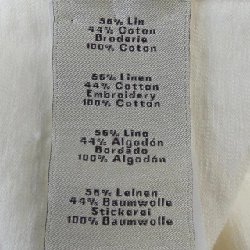 56% Lin
44% Coton
Broderie
100% Coton
56% Linen
44% Cotton
Embroidery
100% Cotton
56% Lino
44% Algodón
Bordado
100% Algodón
56% Leinen
44% Baumwolle
Stickerei
100% Baumwolle